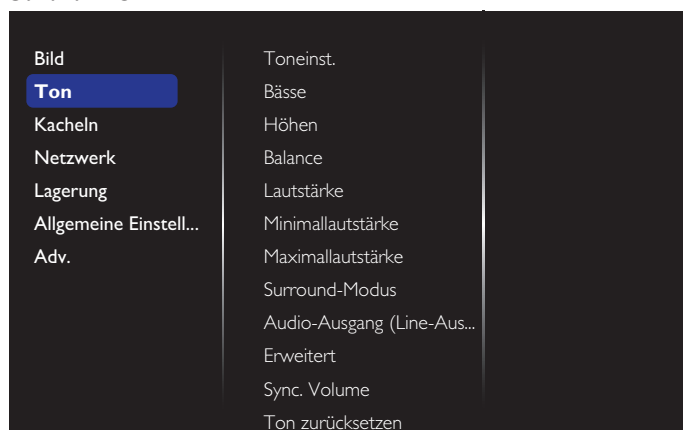 Bild
Ton
Kacheln
Netzwerk
Lagerung
Allgemeine Einstell...
Adv.
Toneinst.
Bässe
Höhen
Balance
Lautstärke
Minimallautstärke
Maximallautstärke
Surround-Modus
Audio-Ausgang (Line-Aus...
Erweitert
Sync. Volume
Ton zurücksetzen